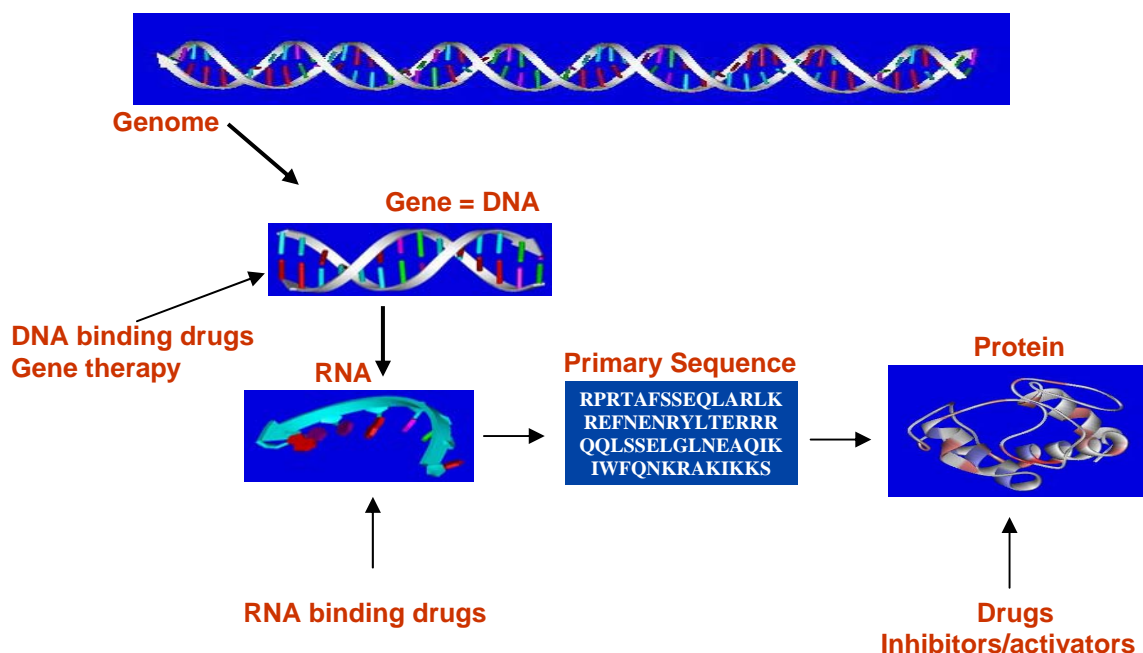 Genome
Gene = DNA
DNA binding drugs
Gene therapy
RNA
Primary Sequence
RPRTAFSSEQLARLK
REFNENRYLTERRR
QQLSSELGLNEAQIK
IWFQNKRAKIKKS
Protein
RNA binding drugs
Drugs
Inhibitors/activators